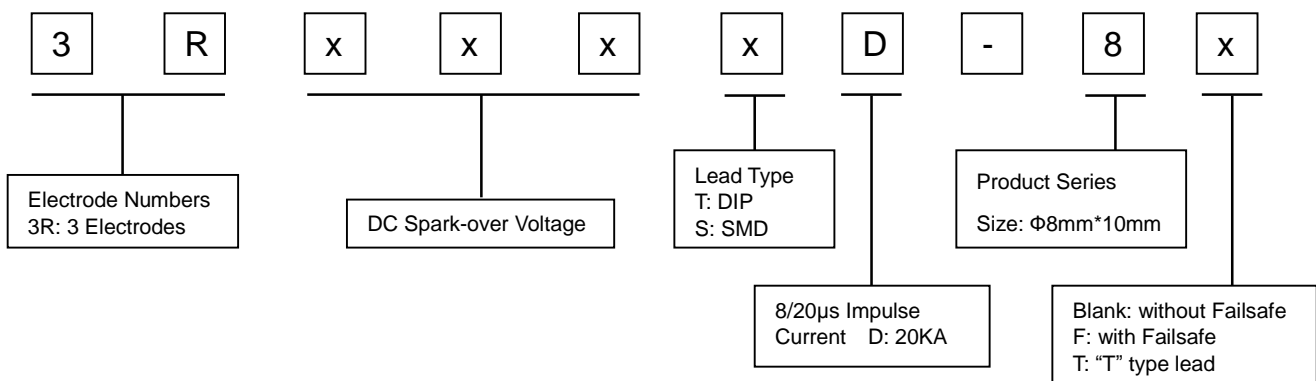 3 R x x x x D - 8 x
Electrode Numbers
3R: 3 Electrodes
DC Spark-over Voltage
Lead Type
T: DIP
S: SMD
Product Series
Size: Φ8mm*10mm
8/20μs Impulse
Current D: 20KA
Blank: without Failsafe
F: with Failsafe
T: “T” type lead